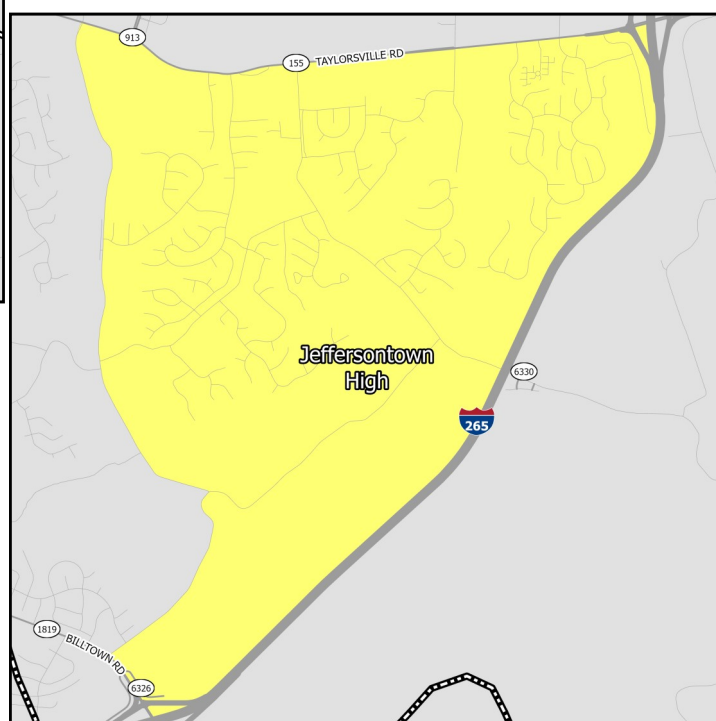 913
155
TAYLORSVILLE RD
Jeffersontown
High
6330
265
1819
BILLTOWN RD
6326